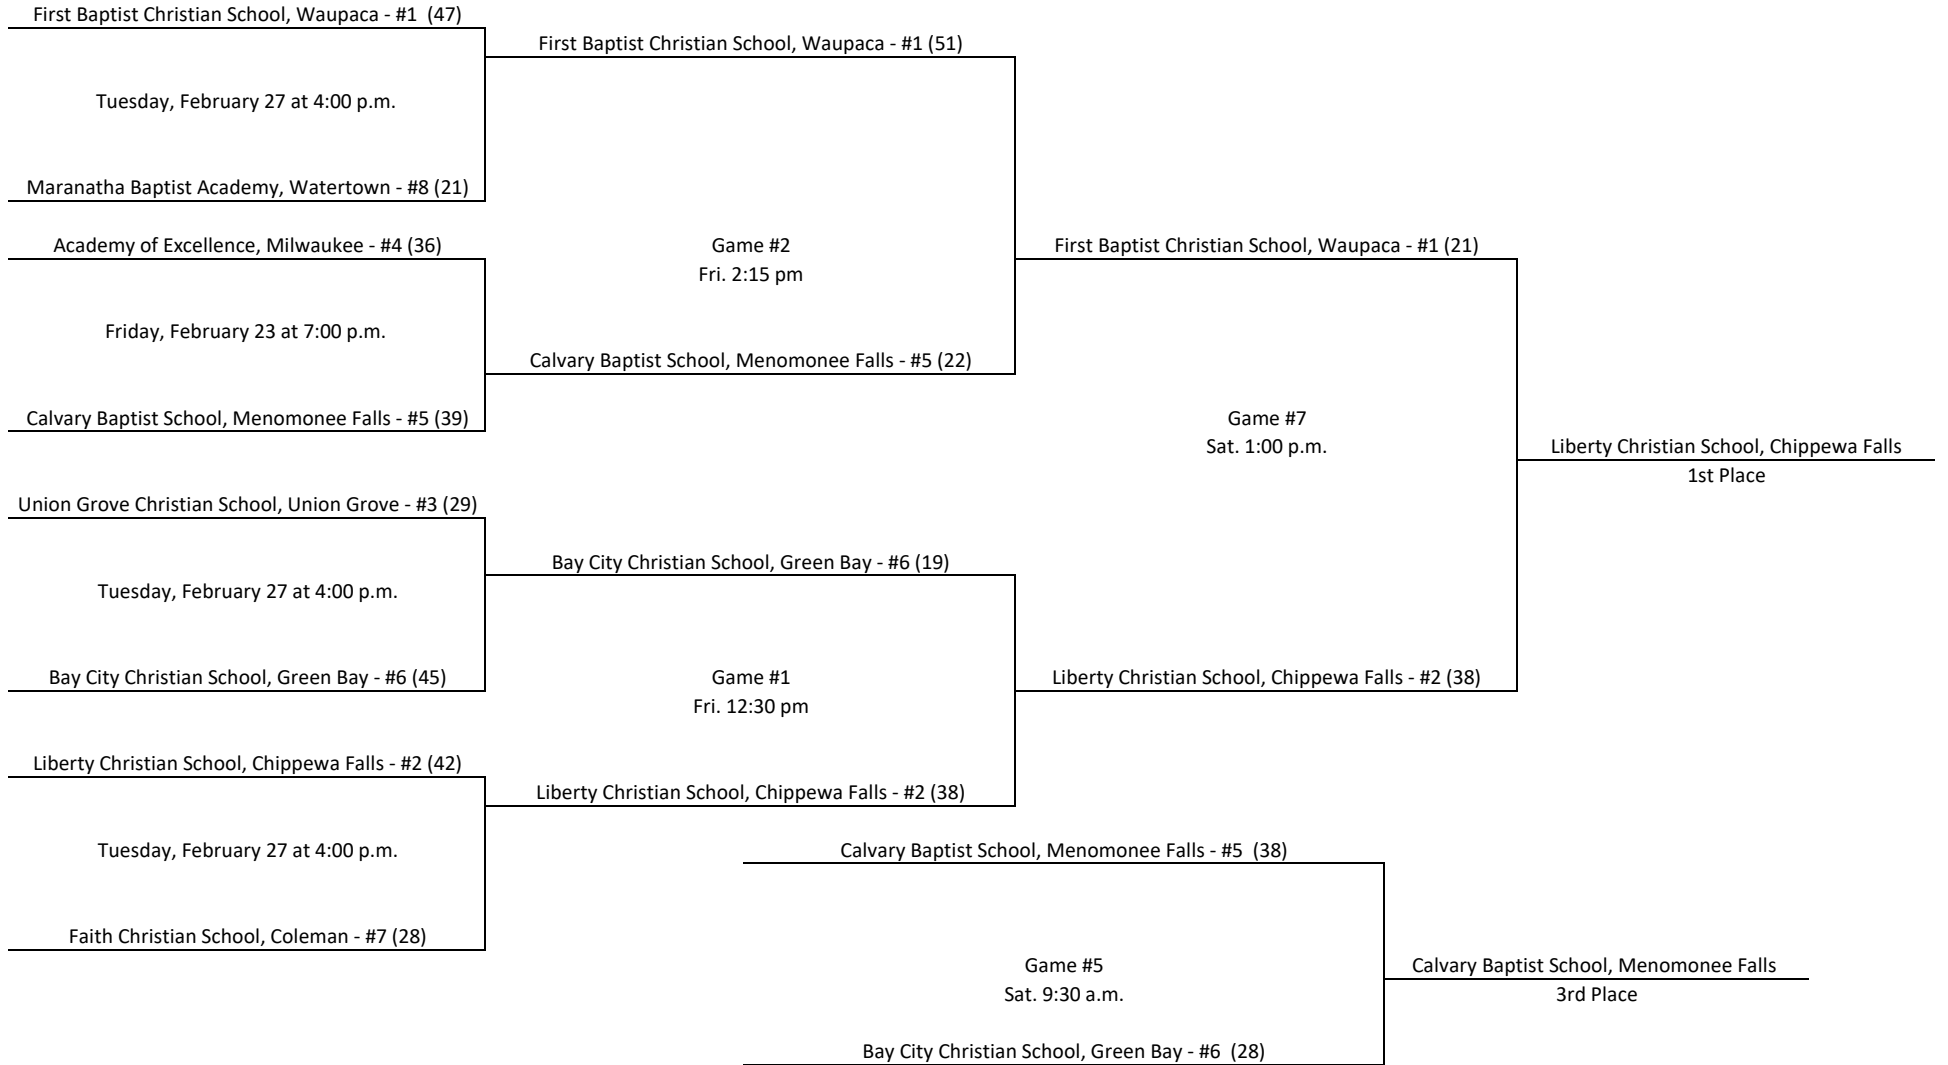 First Baptist Christian School, Waupaca - #1  (47)
First Baptist Christian School, Waupaca - #1 (51)
Tuesday, February 27 at 4:00 p.m.
Maranatha Baptist Academy, Watertown - #8 (21)
Academy of Excellence, Milwaukee - #4 (36)
Game #2
First Baptist Christian School, Waupaca - #1 (21)
Fri. 2:15 pm
Friday, February 23 at 7:00 p.m.
Calvary Baptist School, Menomonee Falls - #5 (22)
Calvary Baptist School, Menomonee Falls - #5 (39)
Game #7
Sat. 1:00 p.m.
Liberty Christian School, Chippewa Falls
1st Place
Union Grove Christian School, Union Grove - #3 (29)
Bay City Christian School, Green Bay - #6 (19)
Tuesday, February 27 at 4:00 p.m.
Bay City Christian School, Green Bay - #6 (45)
Game #1
Liberty Christian School, Chippewa Falls - #2 (38)
Fri. 12:30 pm
Liberty Christian School, Chippewa Falls - #2 (42)
Liberty Christian School, Chippewa Falls - #2 (38)
Tuesday, February 27 at 4:00 p.m.
Calvary Baptist School, Menomonee Falls - #5  (38)
Faith Christian School, Coleman - #7 (28)
Game #5
Calvary Baptist School, Menomonee Falls
Sat. 9:30 a.m.
3rd Place
Bay City Christian School, Green Bay - #6  (28)